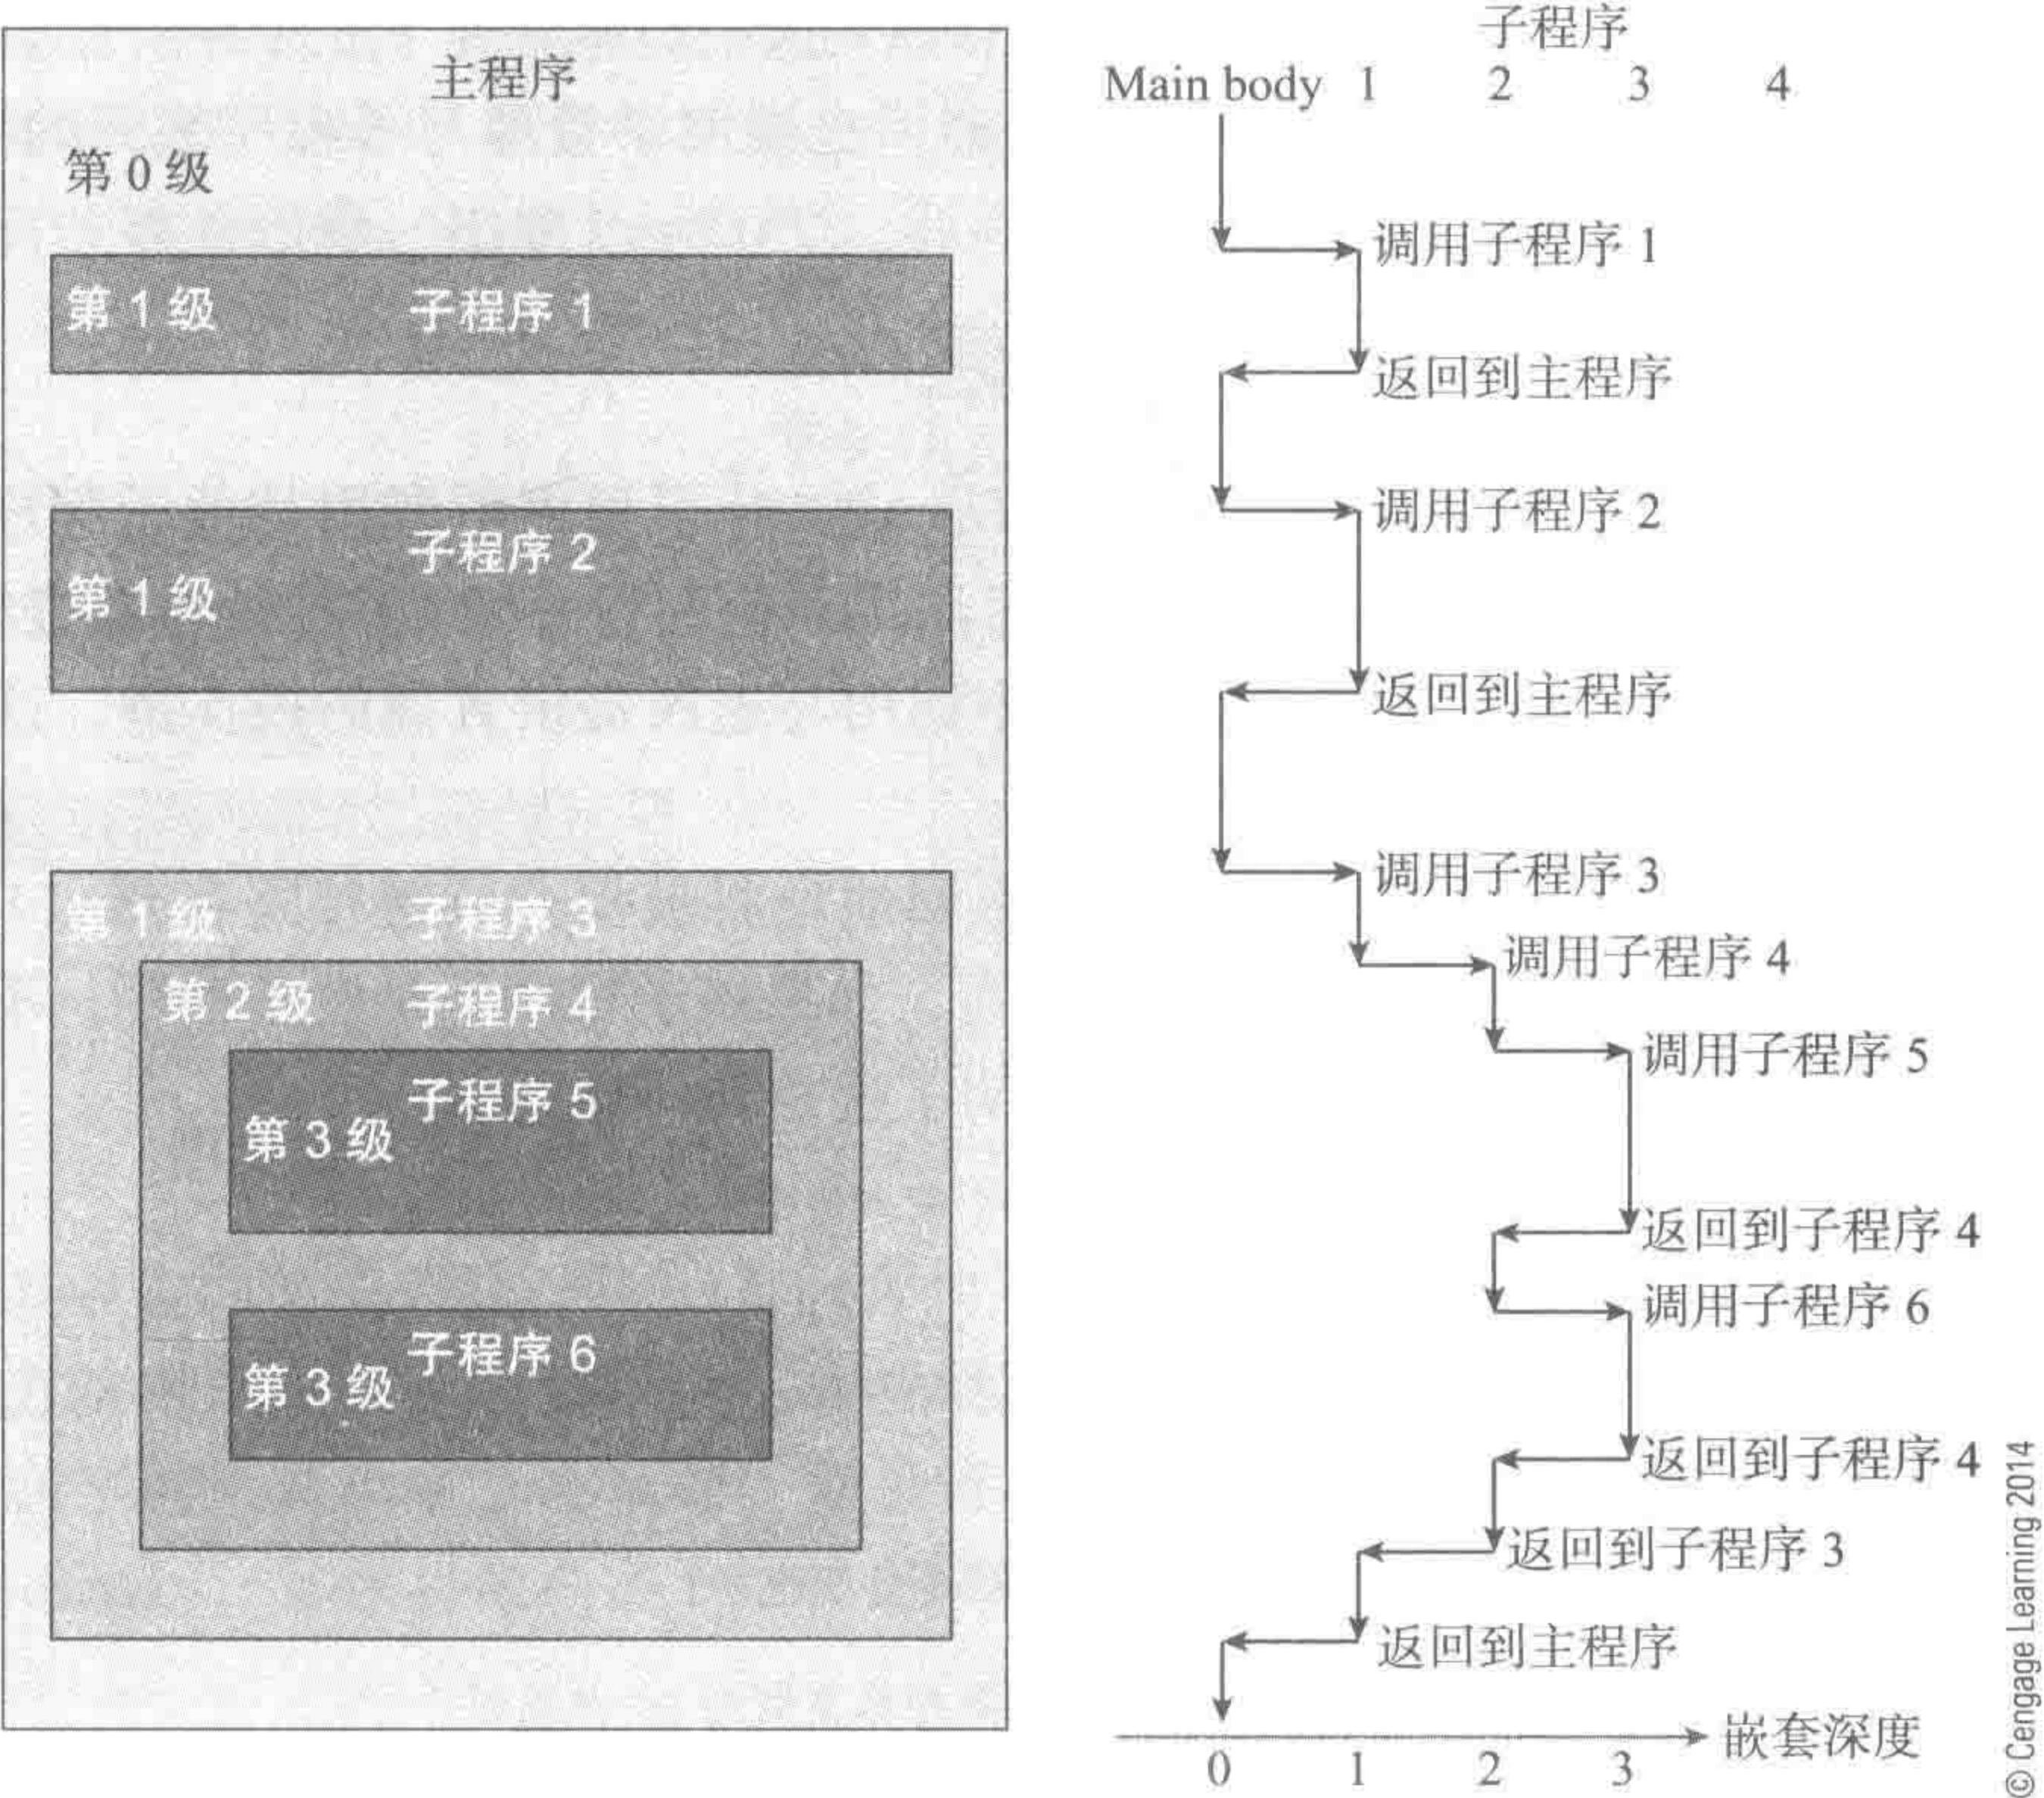 主程序
第 0 级
第 1 级 子程序 1
子程序 2
第 1 级
第 1 级 子程序 3
第 2 级 子程序 4
子程序 5
第 3 级
子程序 6
第 3 级
子程序
Main body 1 2 3 4
调用子程序 1
返回到主程序
调用子程序 2
返回到主程序
调用子程序 3
调用子程序 4
调用子程序 5
返回到子程序 4
调用子程序 6
返回到子程序 4
返回到子程序 3
返回到主程序
嵌套深度
0 1 2 3
© Cengage Learning 2014